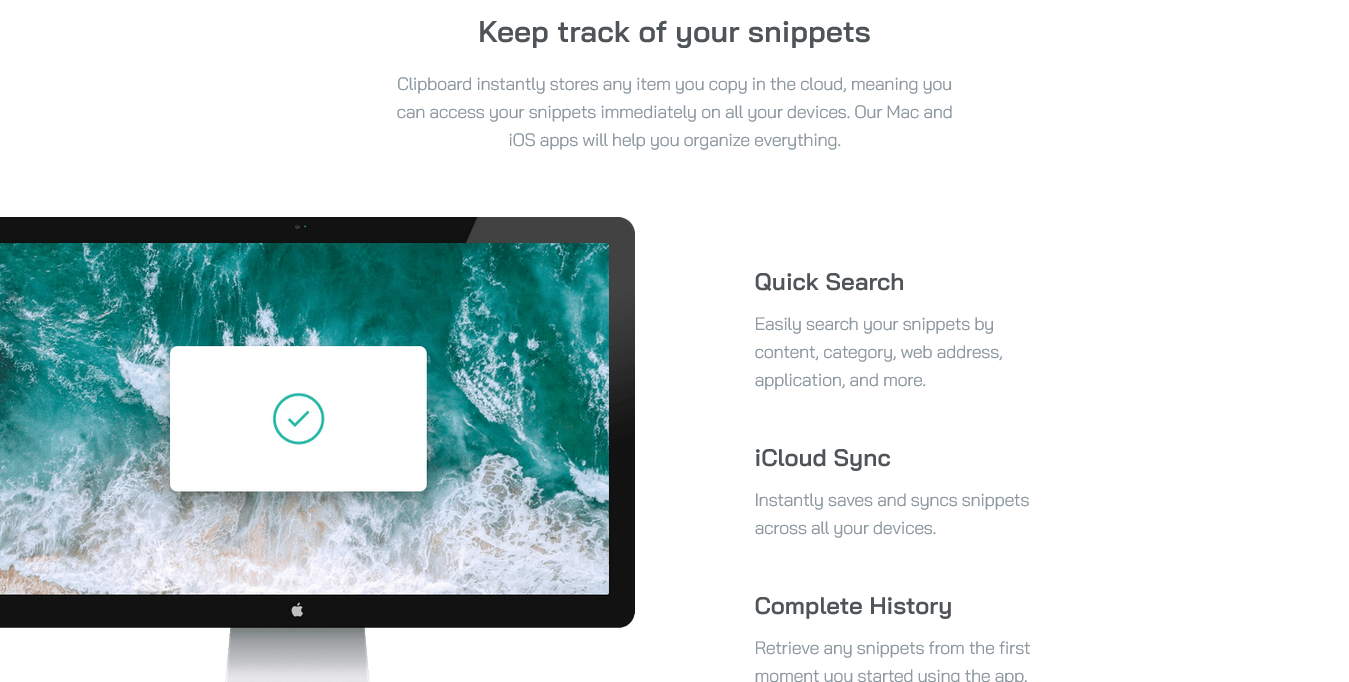 Keep track of your snippets
Clipboard instantly stores any item you copy in the cloud, meaning you
can access your snippets immediately on all your devices. Our Mac and
iOS apps will help you organize everything.
Quick Search
Easily search your snippets by
content, category, web address,
application, and more.
iCloud Sync
Instantly saves and syncs snippets
across all your devices.
Complete History
Retrieve any snippets from the first
moment you started using the app.